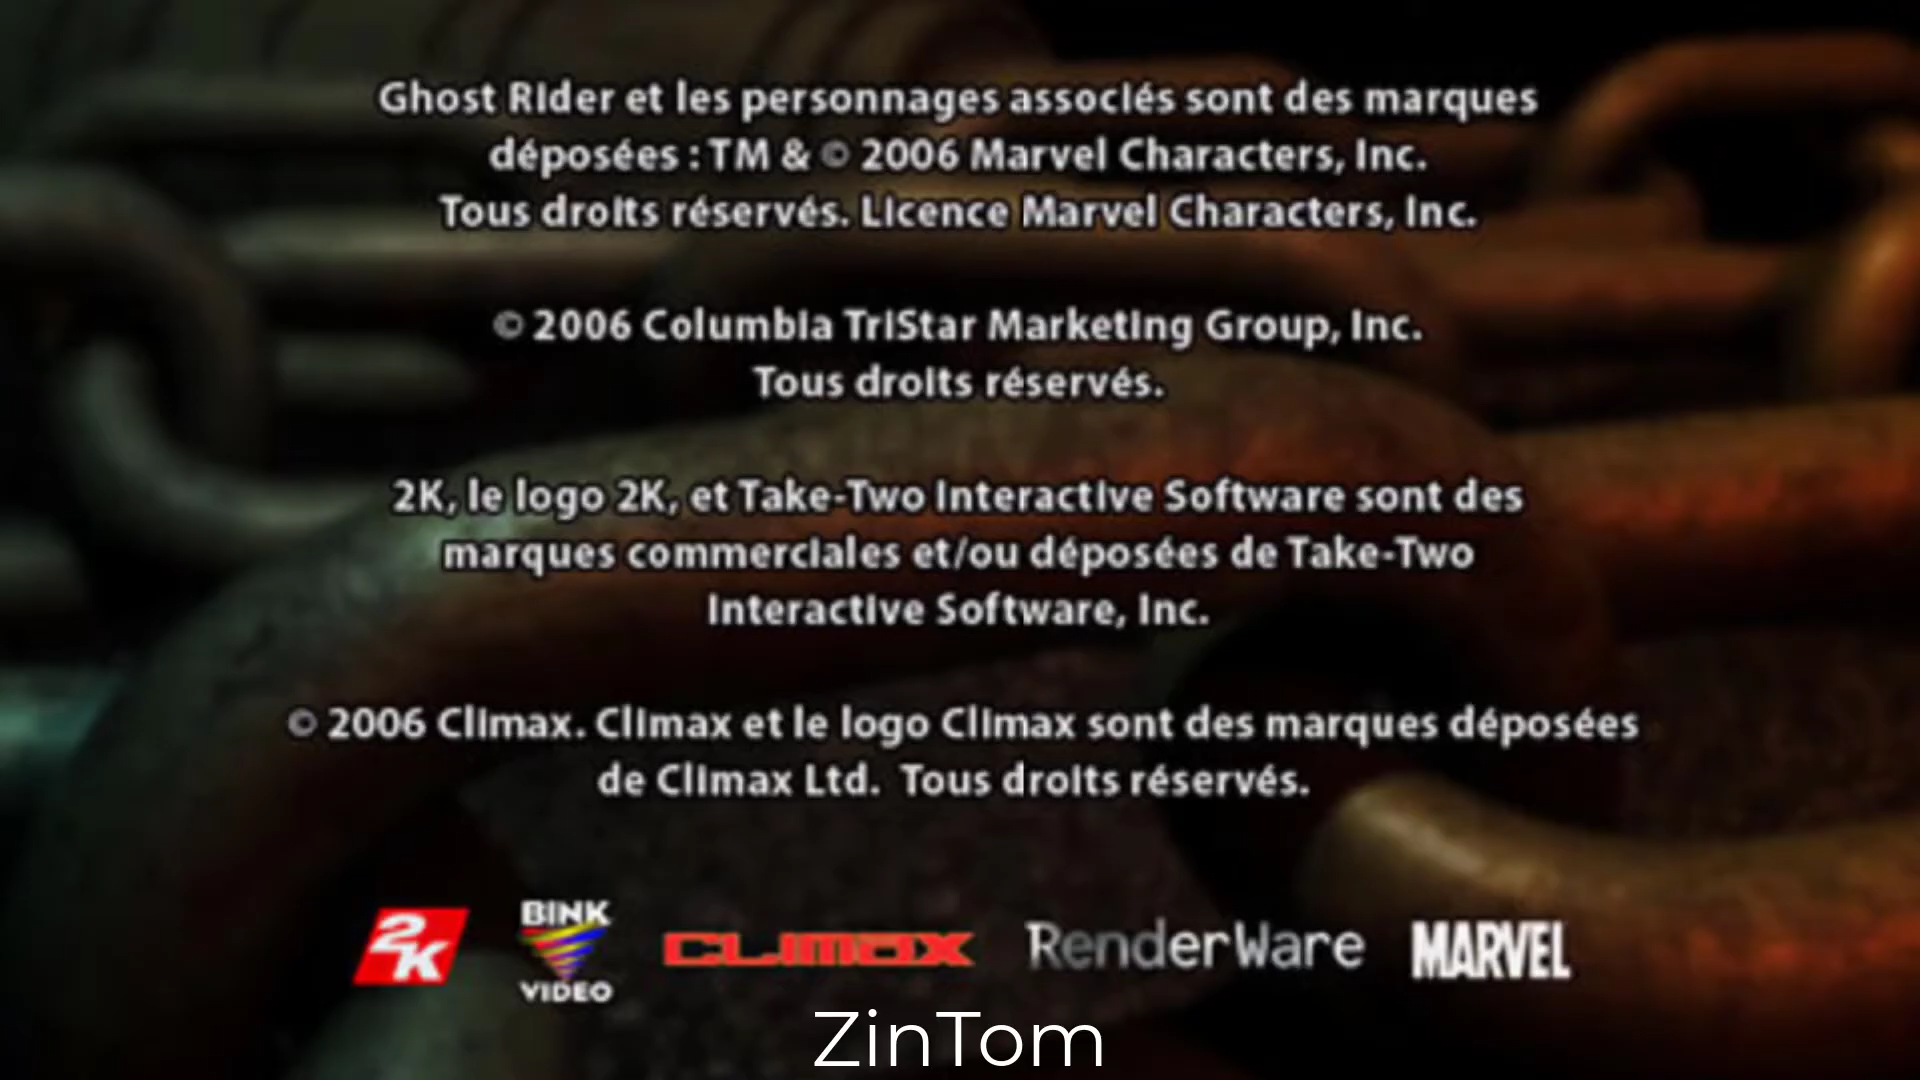 Ghost Rider et les personnages associés sont des marques
déposées : TM & © 2006 Marvel Characters, Inc.
Tous droits réservés. Licence Marvel Characters, Inc.
© 2006 Columbia TriStar Marketing Group, Inc.
Tous droits réservés.
2K, le logo 2K, et Take-Two Interactive Software sont des
marques commerciales et/ou déposées de Take-Two
Interactive Software, Inc.
© 2006 Climax. Climax et le logo Climax sont des marques déposées
de Climax Ltd.  Tous droits réservés.
2K BINK VIDEO CLIMAX RenderWare MARVEL
ZinTom